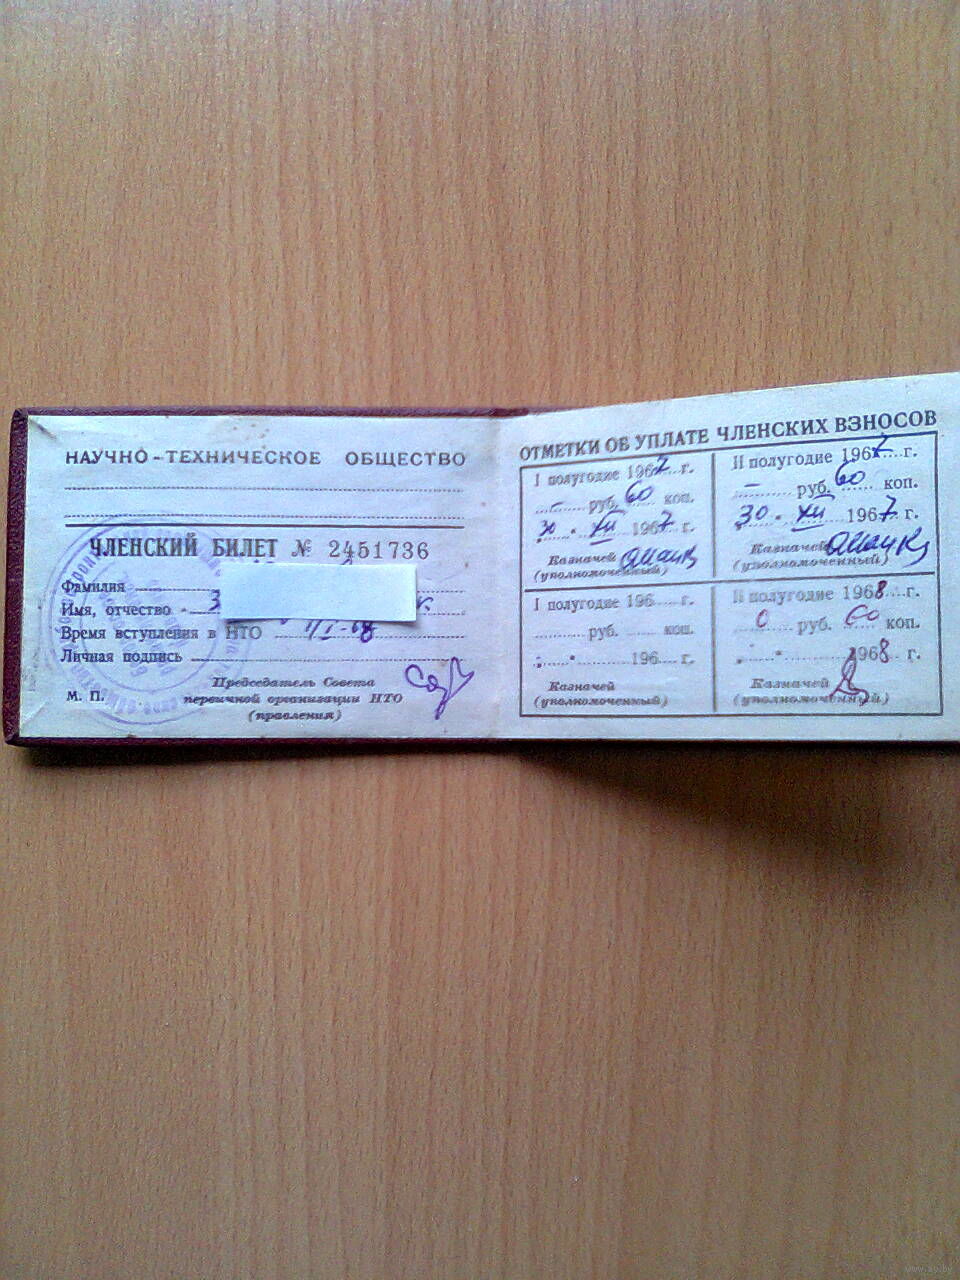 НАУЧНО-ТЕХНИЧЕСКОЕ ОБЩЕСТВО
ЧЛЕНСКИЙ БИЛЕТ № 2451736
Фамилия
Имя, отчество
Время вступления в НТО
Личная подпись
М. П.
Председатель Совета
первичной организации НТО
(правления)
ОТМЕТКИ ОБ УПЛАТЕ ЧЛЕНСКИХ ВЗНОСОВ
I полугодие 1967 г.
— руб. 60 коп.
30 • XII 1967 г.
Казначей
(уполномоченный)
II полугодие 1967 г.
— руб. 60 коп.
30 • XII 1967 г.
Казначей
(уполномоченный)
I полугодие 196 г.
руб. коп.
196 г.
Казначей
(уполномоченный)
II полугодие 1968 г.
0 руб. 60 коп.
1968 г.
Казначей
(уполномоченный)